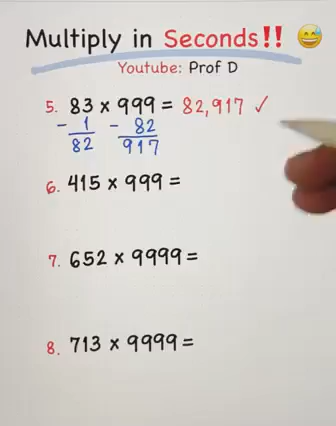 Multiply in Seconds!! 😅
Youtube: Prof D
5. 83 × 999 = 82,917 ✓
- 1 - 82
82 917
6. 415 × 999 =
7. 652 × 9999 =
8. 713 × 9999 =